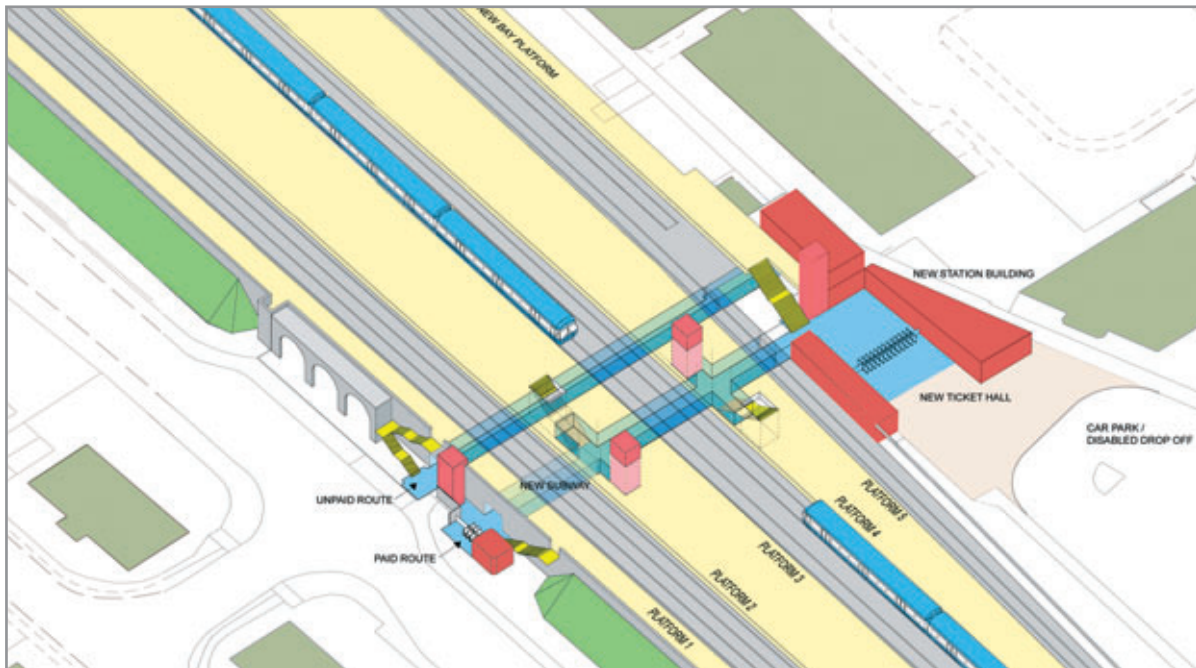 NEW BAY PLATFORM
NEW STATION BUILDING
NEW TICKET HALL
CAR PARK /
DISABLED DROP OFF
UNPAID ROUTE
NEW SUBWAY
PAID ROUTE
PLATFORM 5
PLATFORM 4
PLATFORM 3
PLATFORM 2
PLATFORM 1